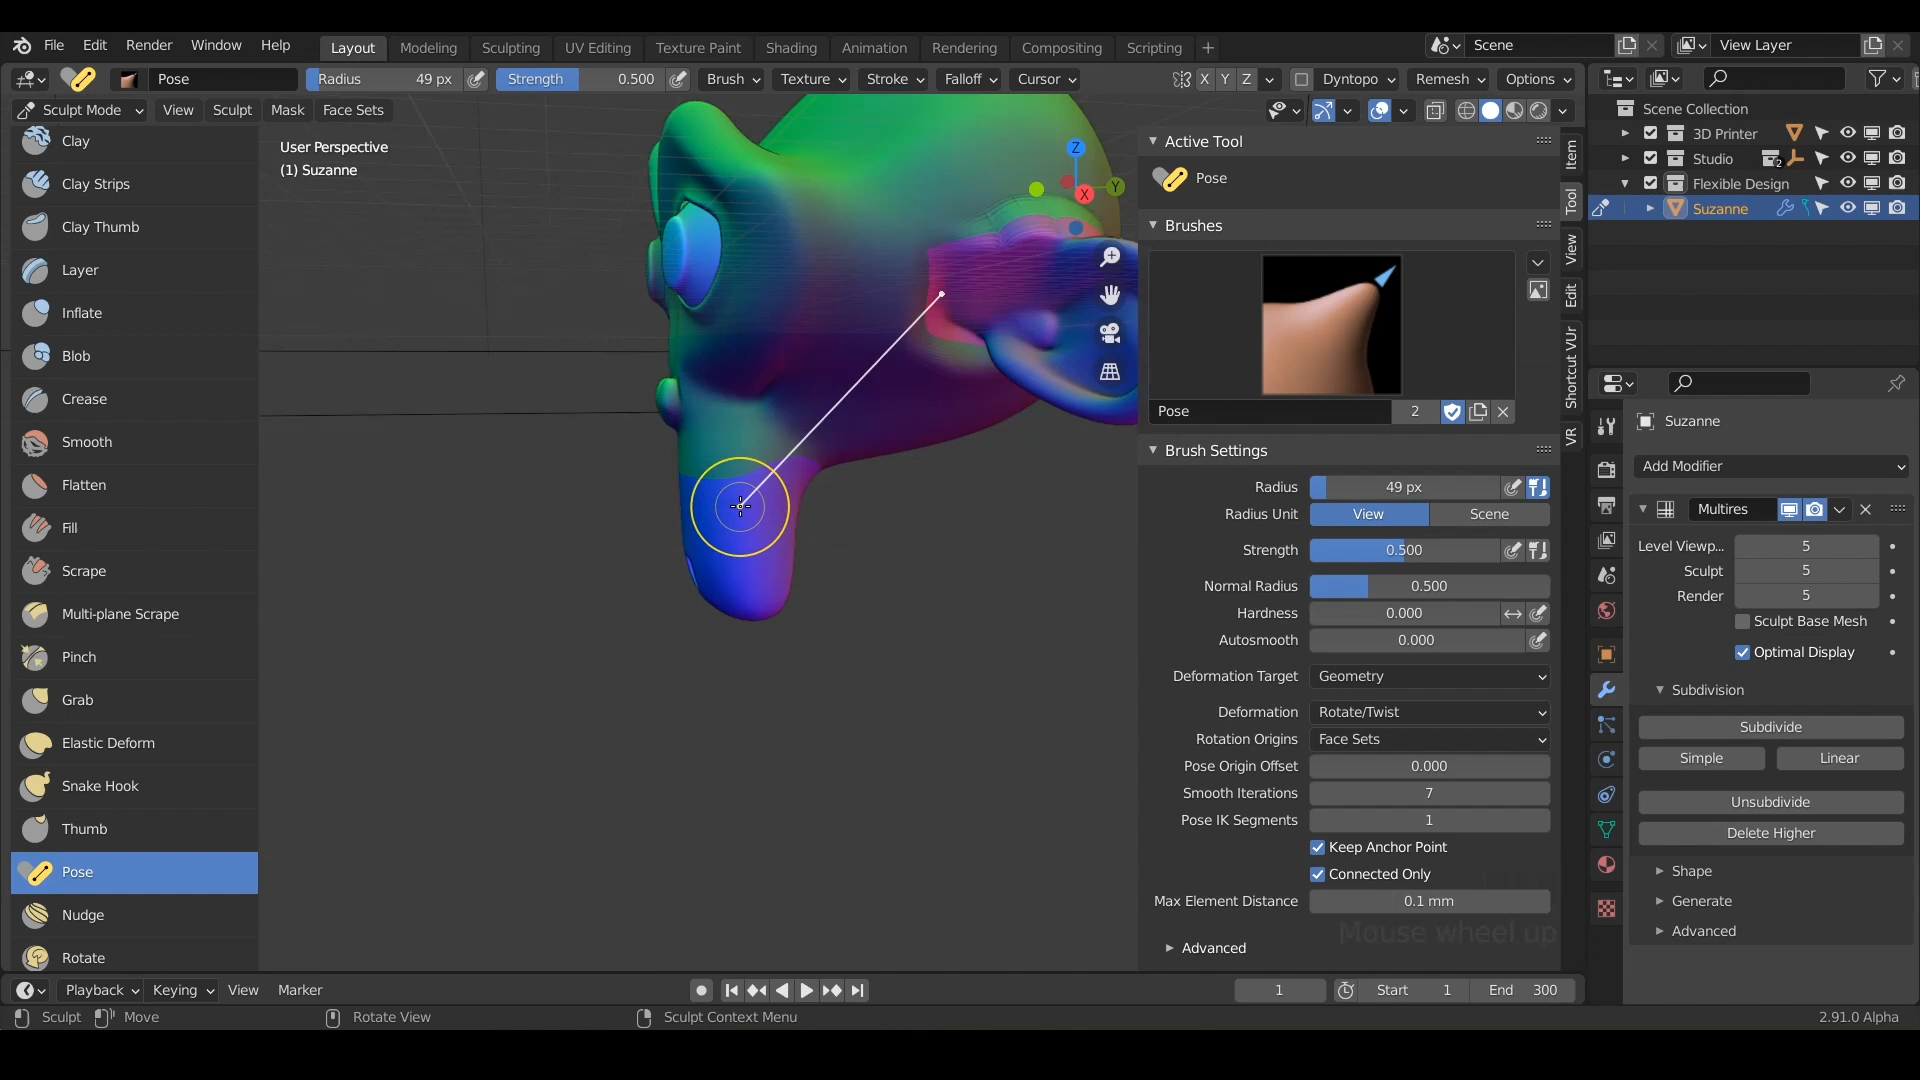 File Edit Render Window Help Layout Modeling Sculpting UV Editing Texture Paint Shading Animation Rendering Compositing Scripting + Scene View Layer
Pose Radius 49 px Strength 0.500 Brush Texture Stroke Falloff Cursor X Y Z Dyntopo Remesh Options
Sculpt Mode View Sculpt Mask Face Sets
Clay
Clay Strips
Clay Thumb
Layer
Inflate
Blob
Crease
Smooth
Flatten
Fill
Scrape
Multi-plane Scrape
Pinch
Grab
Elastic Deform
Snake Hook
Thumb
Pose
Nudge
Rotate
User Perspective
(1) Suzanne
Z
Y
X
Active Tool
Pose
Brushes
Pose 2
Brush Settings
Radius 49 px
Radius Unit View Scene
Strength 0.500
Normal Radius 0.500
Hardness 0.000
Autosmooth 0.000
Deformation Target Geometry
Deformation Rotate/Twist
Rotation Origins Face Sets
Pose Origin Offset 0.000
Smooth Iterations 7
Pose IK Segments 1
Keep Anchor Point
Connected Only
Max Element Distance 0.1 mm
Mouse wheel up
Advanced
Item
Tool
View
Edit
Shortcut VUr
VR
Scene Collection
3D Printer
Studio 2
Flexible Design
Suzanne
Suzanne
Add Modifier
Multires
Level Viewp... 5
Sculpt 5
Render 5
Sculpt Base Mesh
Optimal Display
Subdivision
Subdivide
Simple Linear
Unsubdivide
Delete Higher
Shape
Generate
Advanced
Playback Keying View Marker 1 Start 1 End 300
Sculpt Move Rotate View Sculpt Context Menu 2.91.0 Alpha